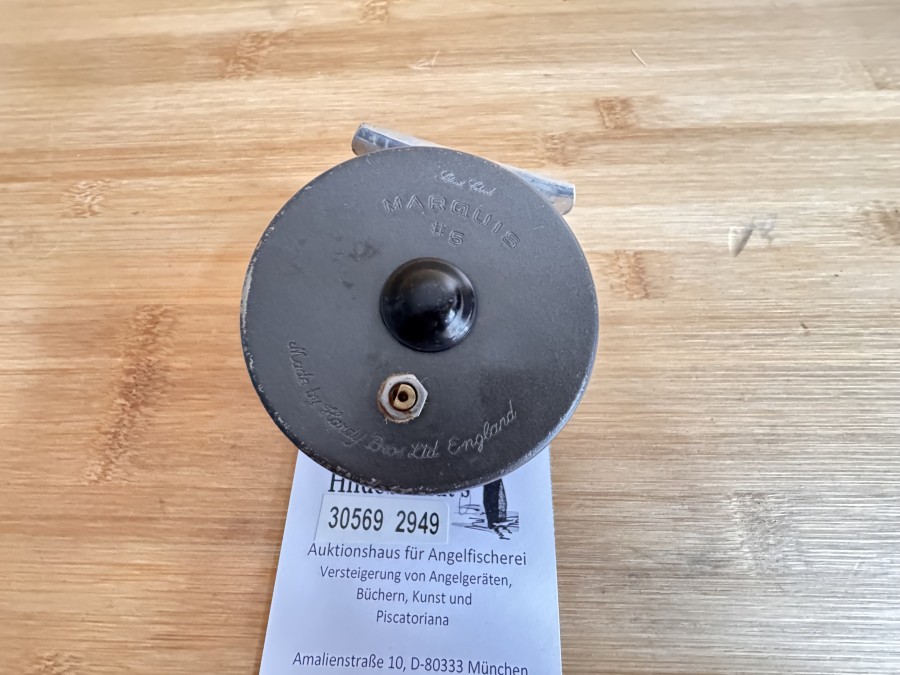 MARQUIS
#5
Made by Hardy Bros Ltd England
30569 2949
Auktionshaus für Angelfischerei
Versteigerung von Angelgeräten,
Büchern, Kunst und
Piscatoriana
Amalienstraße 10, D-80333 München